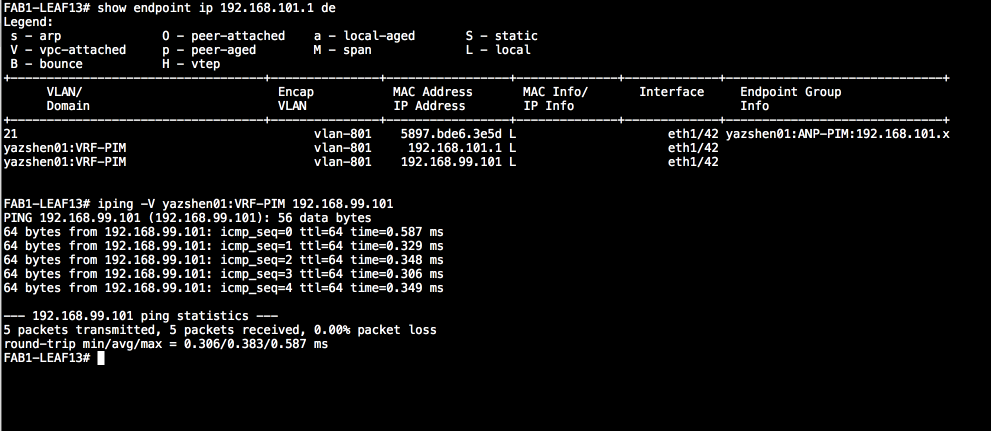 FAB1-LEAF13# show endpoint ip 192.168.101.1 de
Legend:
s - arp O - peer-attached a - local-aged S - static
V - vpc-attached p - peer-aged M - span L - local
B - bounce H - vtep
+-----------------------------------+---------------+-----------------+--------------+-------------+-----------------------------+
VLAN/ Encap MAC Address MAC Info/ Interface Endpoint Group
Domain VLAN IP Address IP Info Info
+-----------------------------------+---------------+-----------------+--------------+-------------+-----------------------------+
21 vlan-801 5897.bde6.3e5d L eth1/42 yazshen01:ANP-PIM:192.168.101.x
yazshen01:VRF-PIM vlan-801 192.168.101.1 L eth1/42
yazshen01:VRF-PIM vlan-801 192.168.99.101 L eth1/42
FAB1-LEAF13# iping -V yazshen01:VRF-PIM 192.168.99.101
PING 192.168.99.101 (192.168.99.101): 56 data bytes
64 bytes from 192.168.99.101: icmp_seq=0 ttl=64 time=0.587 ms
64 bytes from 192.168.99.101: icmp_seq=1 ttl=64 time=0.329 ms
64 bytes from 192.168.99.101: icmp_seq=2 ttl=64 time=0.348 ms
64 bytes from 192.168.99.101: icmp_seq=3 ttl=64 time=0.306 ms
64 bytes from 192.168.99.101: icmp_seq=4 ttl=64 time=0.349 ms
--- 192.168.99.101 ping statistics ---
5 packets transmitted, 5 packets received, 0.00% packet loss
round-trip min/avg/max = 0.306/0.383/0.587 ms
FAB1-LEAF13#